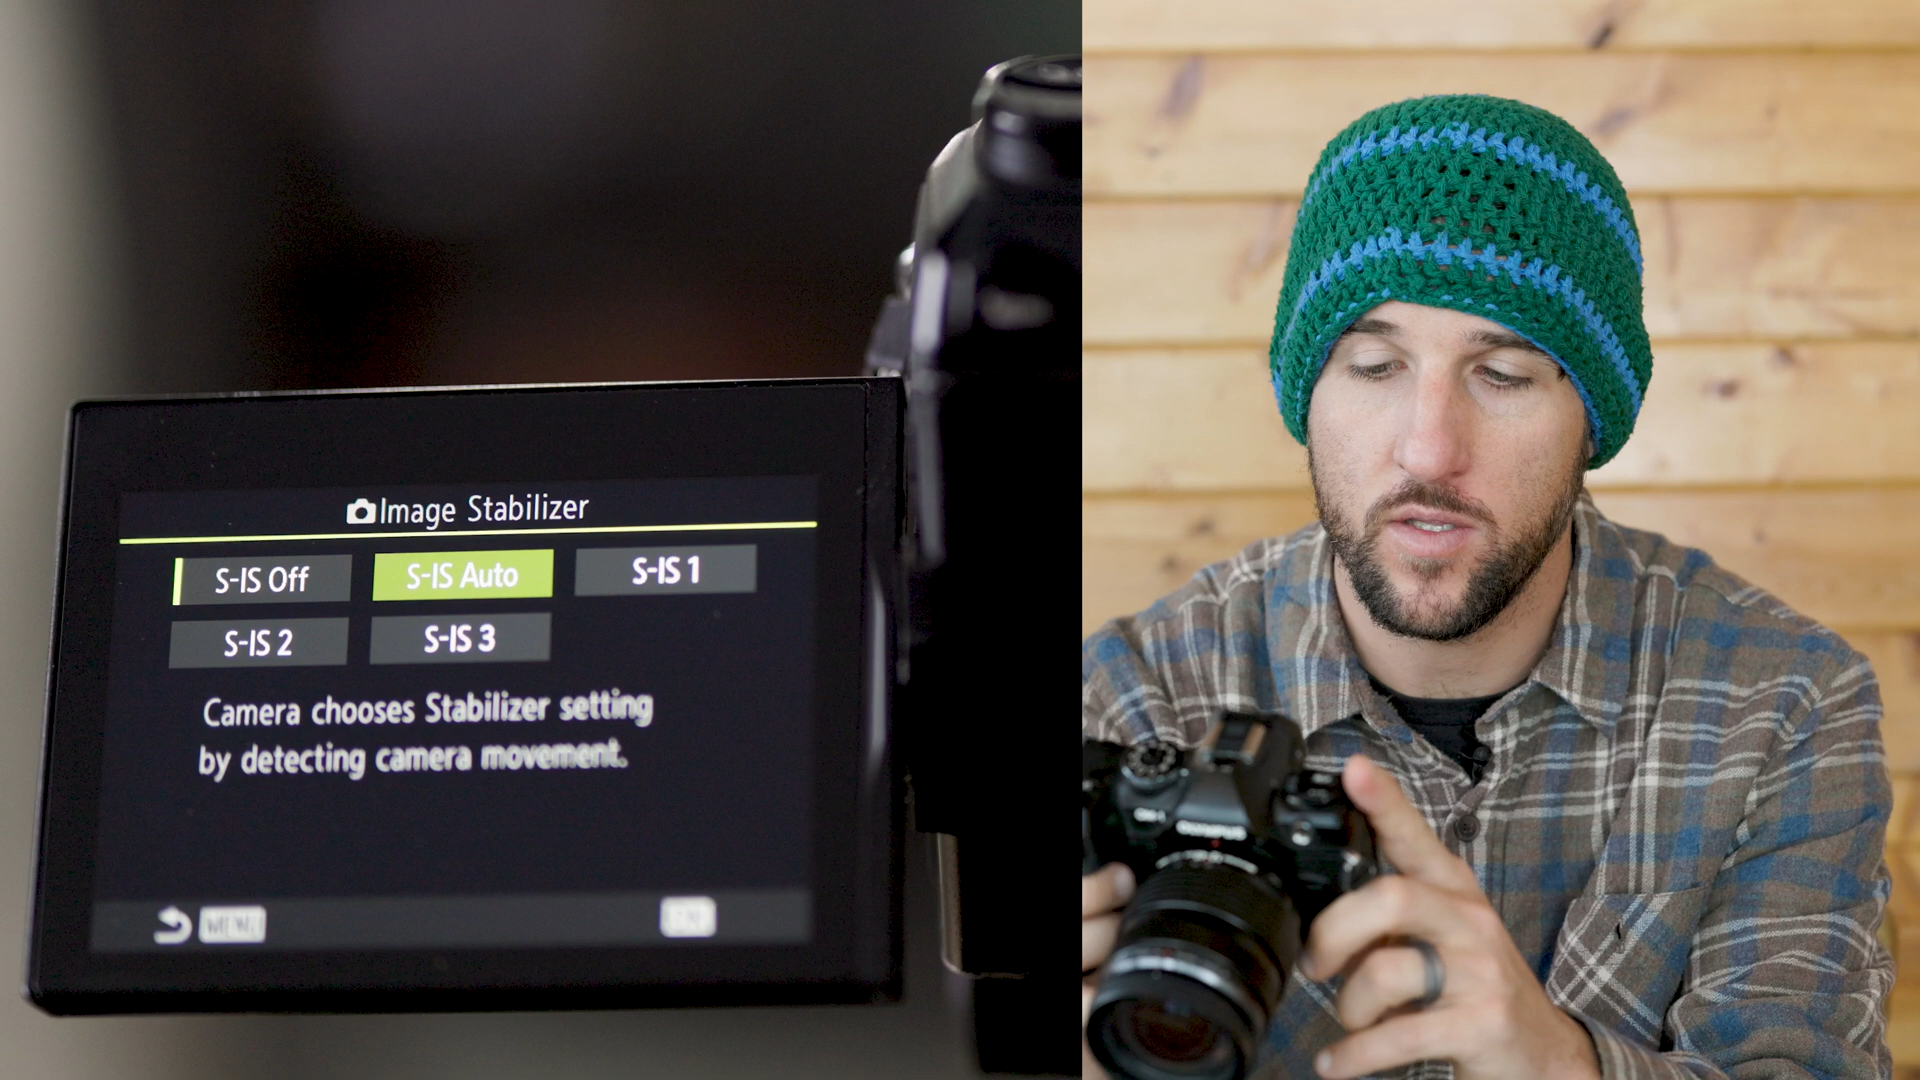 Image Stabilizer
S-IS Off
S-IS Auto
S-IS 1
S-IS 2
S-IS 3
Camera chooses Stabilizer setting
by detecting camera movement.
MENU
OLYMPUS